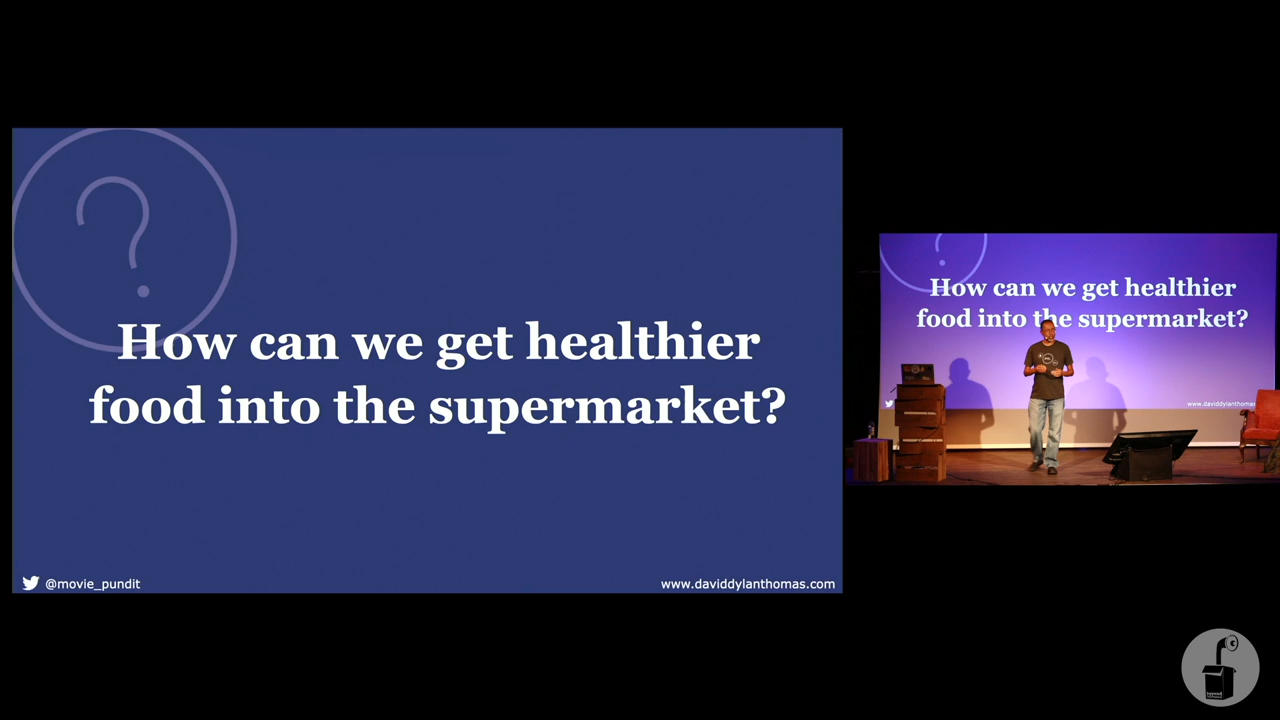 How can we get healthier
food into the supermarket?
@movie_pundit
www.daviddylanthomas.com
How can we get healthier
food into the supermarket?
www.daviddylanthomas